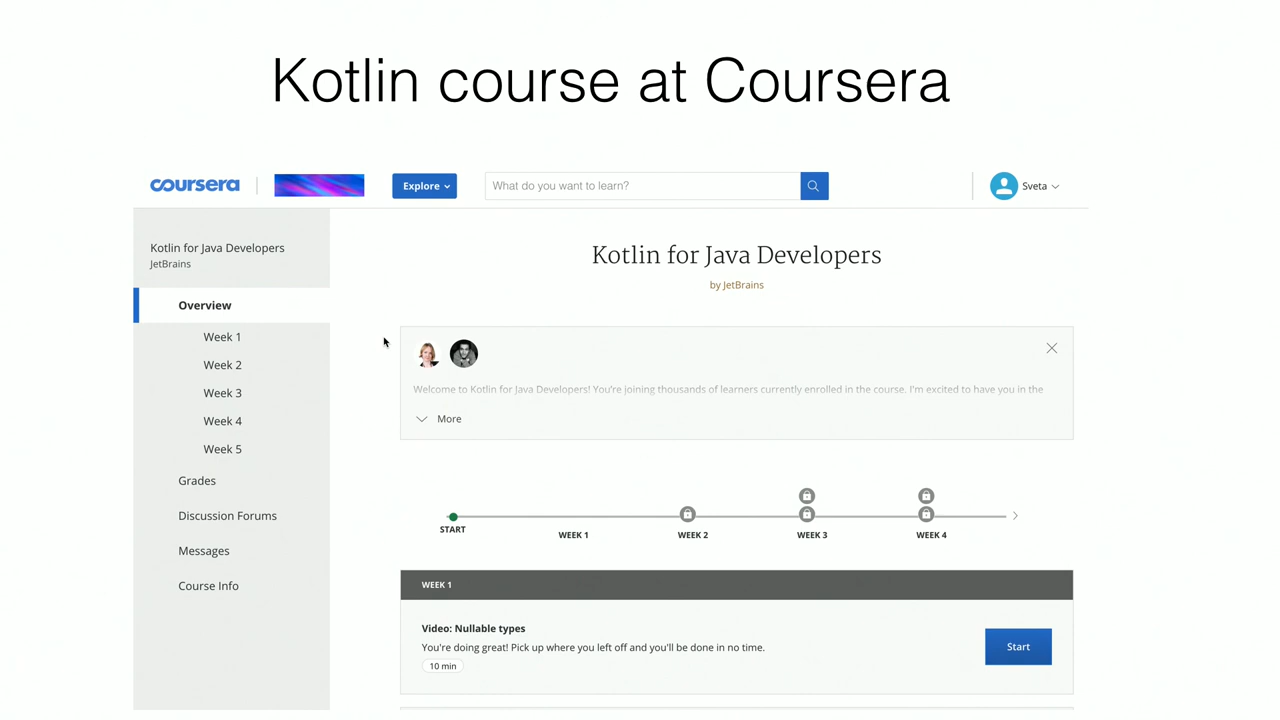 Kotlin course at Coursera
coursera
Explore
What do you want to learn?
Sveta
Kotlin for Java Developers
JetBrains
Overview
Week 1
Week 2
Week 3
Week 4
Week 5
Grades
Discussion Forums
Messages
Course Info
Kotlin for Java Developers
by JetBrains
Welcome to Kotlin for Java Developers! You're joining thousands of learners currently enrolled in the course. I'm excited to have you in the
More
START
WEEK 1
WEEK 2
WEEK 3
WEEK 4
WEEK 1
Video: Nullable types
You're doing great! Pick up where you left off and you'll be done in no time.
10 min
Start